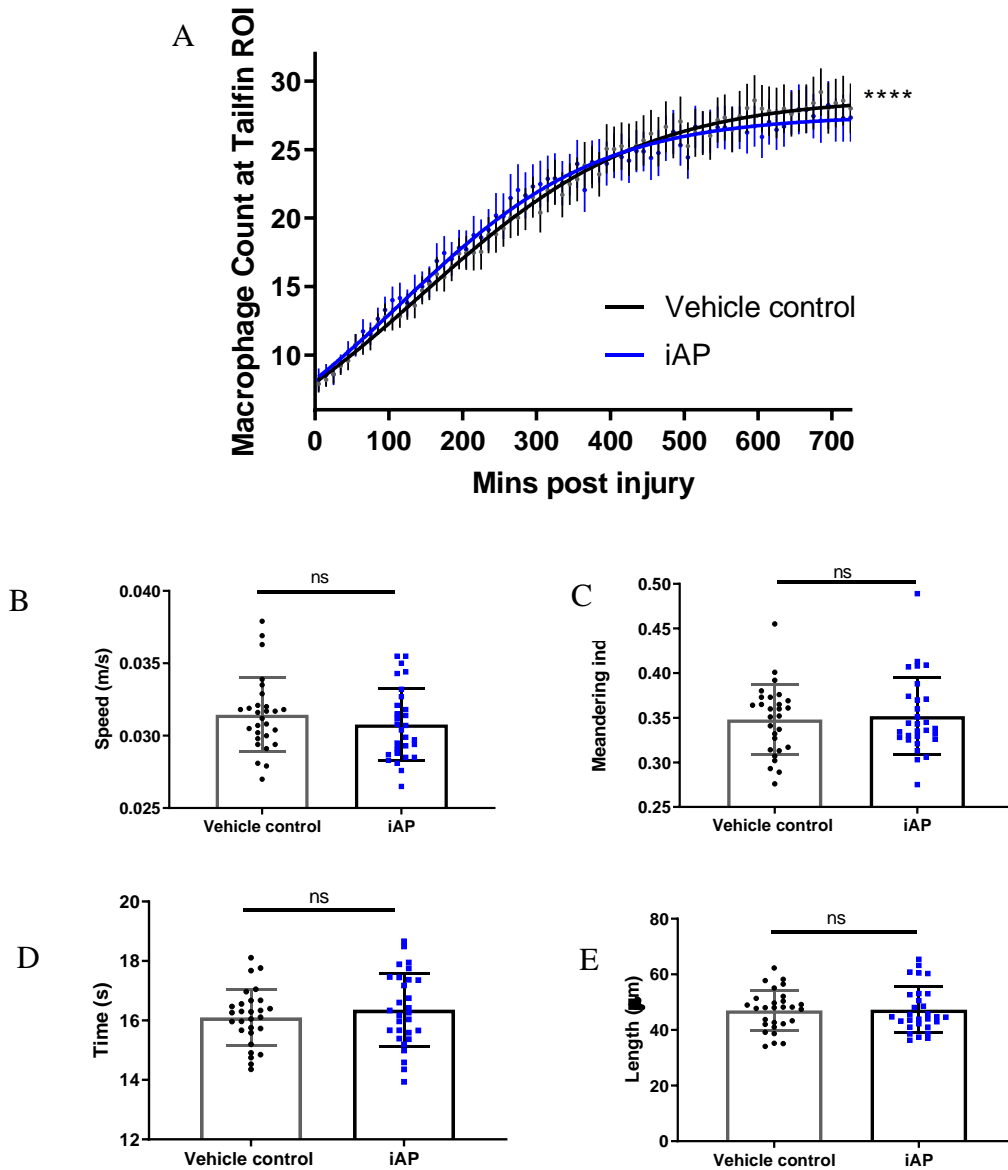 A
Macrophage Count at Tailfin ROI
30
25
20
15
10
0 100 200 300 400 500 600 700
Mins post injury
****
Vehicle control
iAP
B
ns
Speed (m/s)
0.040
0.035
0.030
0.025
Vehicle control iAP
C
ns
Meandering ind
0.50
0.45
0.40
0.35
0.30
0.25
Vehicle control iAP
D
ns
Time (s)
20
18
16
14
12
Vehicle control iAP
E
ns
Length
80
60
40
20
0
Vehicle control iAP